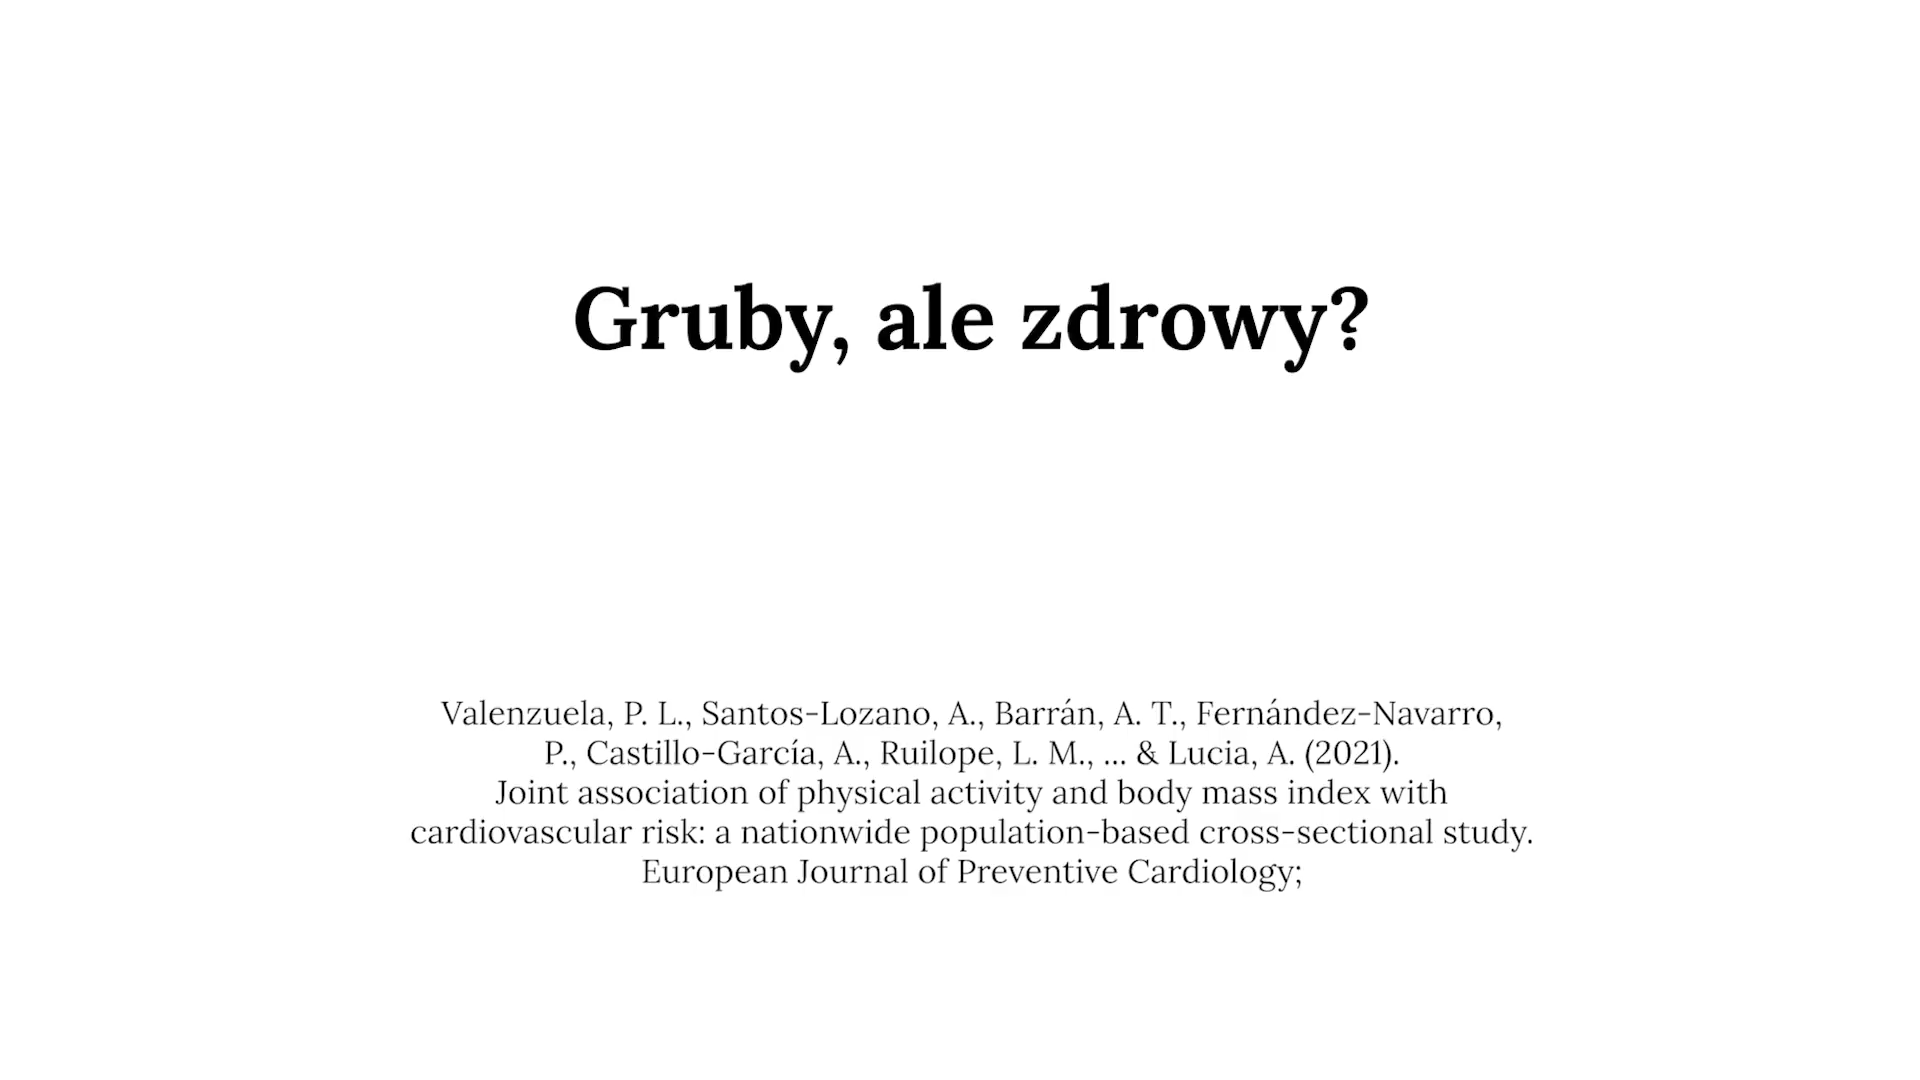 Gruby, ale zdrowy?
Valenzuela, P. L., Santos-Lozano, A., Barrán, A. T., Fernández-Navarro,
P., Castillo-García, A., Ruilope, L. M., ... & Lucia, A. (2021).
Joint association of physical activity and body mass index with
cardiovascular risk: a nationwide population-based cross-sectional study.
European Journal of Preventive Cardiology;